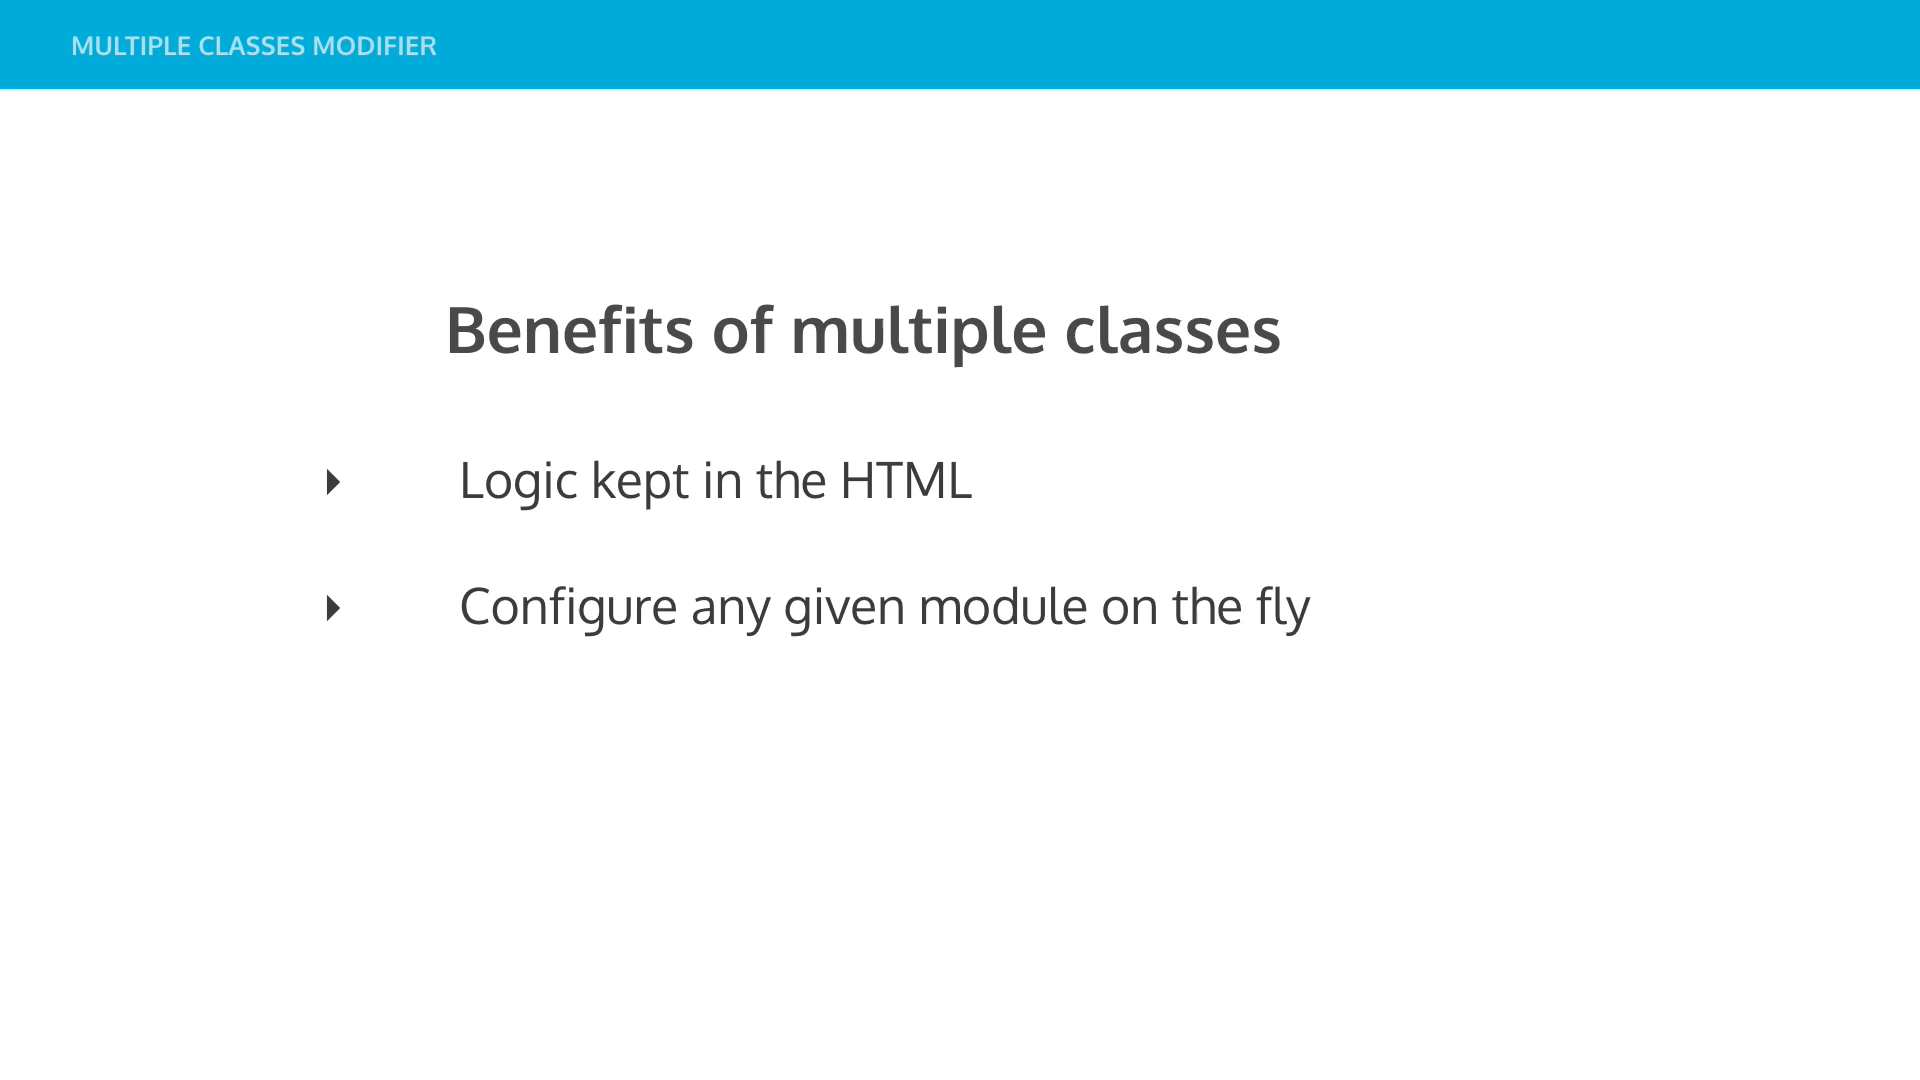 MULTIPLE CLASSES MODIFIER
Benefits of multiple classes
Logic kept in the HTML
Configure any given module on the fly